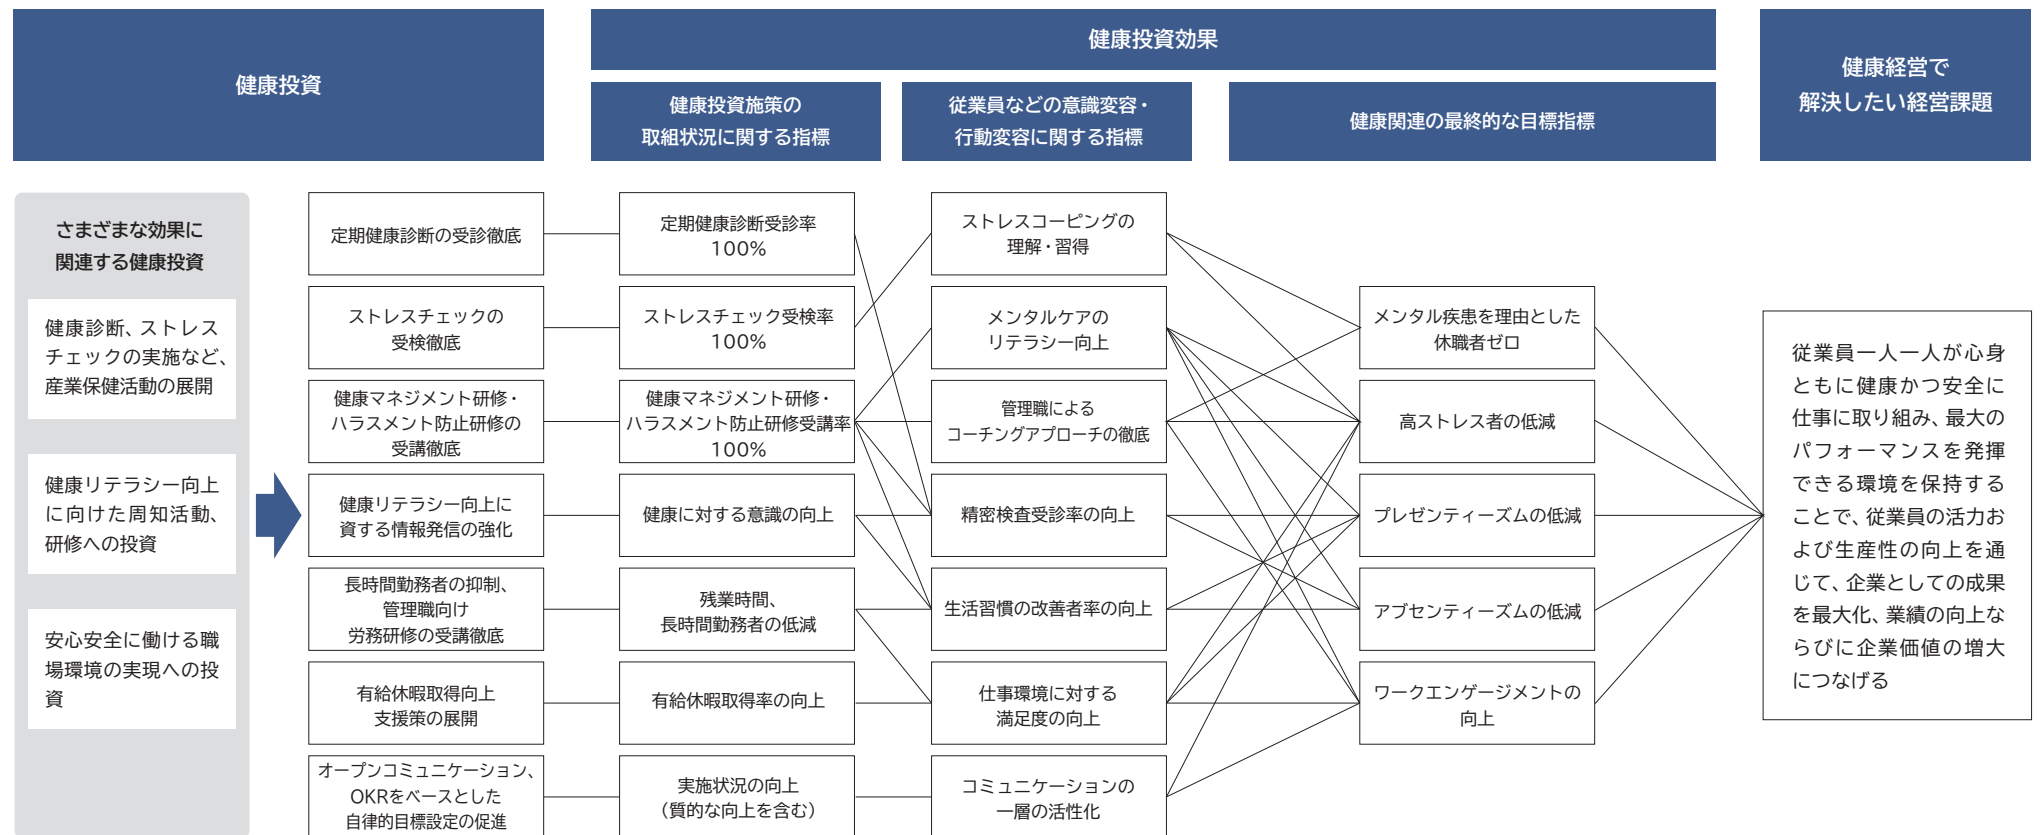 健康投資
健康投資効果
健康投資施策の
取組状況に関する指標
従業員などの意識変容・
行動変容に関する指標
健康関連の最終的な目標指標
健康経営で
解決したい経営課題
さまざまな効果に
関連する健康投資
健康診断、ストレス
チェックの実施など、
産業保健活動の展開
健康リテラシー向上
に向けた周知活動、
研修への投資
安心安全に働ける職
場環境の実現への投
資
定期健康診断の受診徹底
ストレスチェックの
受検徹底
健康マネジメント研修・
ハラスメント防止研修の
受講徹底
健康リテラシー向上に
資する情報発信の強化
長時間勤務者の抑制、
管理職向け
労務研修の受講徹底
有給休暇取得向上
支援策の展開
オープンコミュニケーション、
OKRをベースとした
自律的目標設定の促進
定期健康診断受診率
100%
ストレスチェック受検率
100%
健康マネジメント研修・
ハラスメント防止研修受講率
100%
健康に対する意識の向上
残業時間、
長時間勤務者の低減
有給休暇取得率の向上
実施状況の向上
（質的な向上を含む）
ストレスコーピングの
理解・習得
メンタルケアの
リテラシー向上
管理職による
コーチングアプローチの徹底
精密検査受診率の向上
生活習慣の改善者率の向上
仕事環境に対する
満足度の向上
コミュニケーションの
一層の活性化
メンタル疾患を理由とした
休職者ゼロ
高ストレス者の低減
プレゼンティーズムの低減
アブセンティーズムの低減
ワークエンゲージメントの
向上
従業員一人一人が心身
ともに健康かつ安全に
仕事に取り組み、最大の
パフォーマンスを発揮
できる環境を保持する
ことで、従業員の活力お
よび生産性の向上を通
じて、企業としての成果
を最大化、業績の向上な
らびに企業価値の増大
につなげる